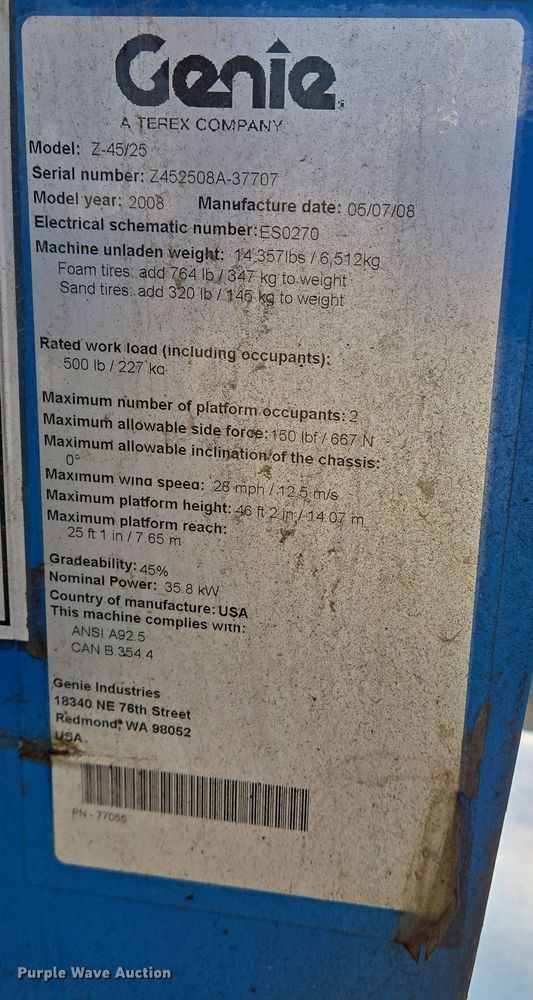 Genie
A TEREX COMPANY
Model: Z-45/25
Serial number: Z452508A-37707
Model year: 2008 Manufacture date: 05/07/08
Electrical schematic number: ES0270
Machine unladen weight: 14,357lbs / 6,512kg
Foam tires: add 764 lb / 347 kg to weight
Sand tires: add 320 lb / 145 kg to weight
Rated work load (including occupants):
500 lb / 227 kg
Maximum number of platform occupants: 2
Maximum allowable side force: 150 lbf / 667 N
Maximum allowable inclination of the chassis:
0°
Maximum wind speed: 28 mph / 12.5 m/s
Maximum platform height: 46 ft 2 in / 14.07 m
Maximum platform reach:
25 ft 1 in / 7.65 m
Gradeability: 45%
Nominal Power: 35.8 kW
Country of manufacture: USA
This machine complies with:
ANSI A92.5
CAN B.354.4
Genie Industries
18340 NE 76th Street
Redmond, WA 98052
USA
PN - 77055
Purple Wave Auction